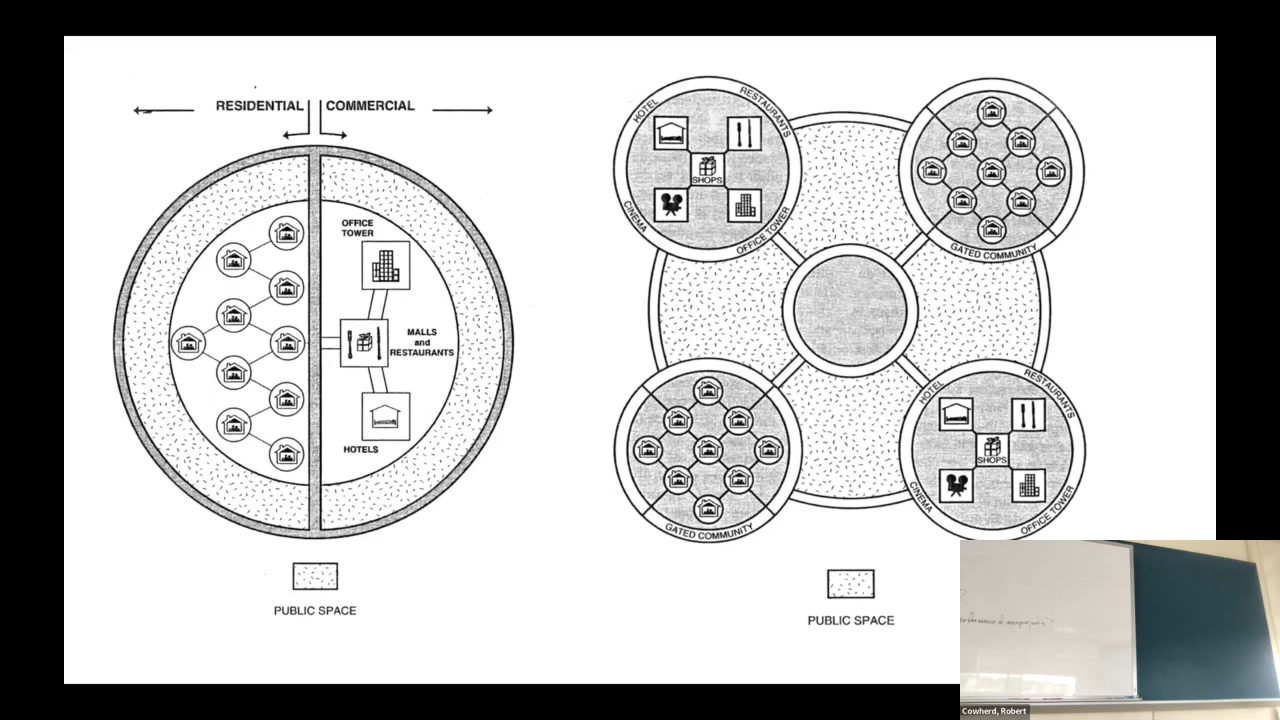 RESIDENTIAL
COMMERCIAL
OFFICE
TOWER
MALLS
and
RESTAURANTS
HOTELS
PUBLIC SPACE
HOTEL
RESTAURANTS
SHOPS
CINEMA
OFFICE TOWER
GATED COMMUNITY
GATED COMMUNITY
HOTEL
RESTAURANTS
SHOPS
CINEMA
OFFICE TOWER
PUBLIC SPACE
Cowherd, Robert